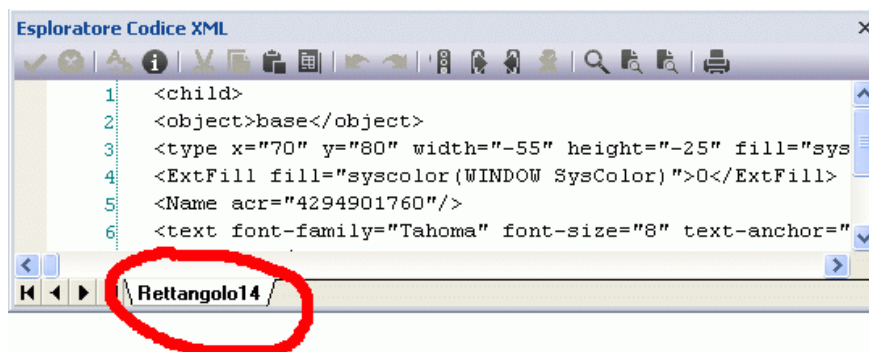 Esploratore Codice XML
1 <child>
2 <object>base</object>
3 <type x="70" y="80" width="-55" height="-25" fill="sys
4 <ExtFill fill="syscolor(WINDOW SysColor)">0</ExtFill>
5 <Name acr="4294901760"/>
6 <text font-family="Tahoma" font-size="8" text-anchor="
Rettangolo14